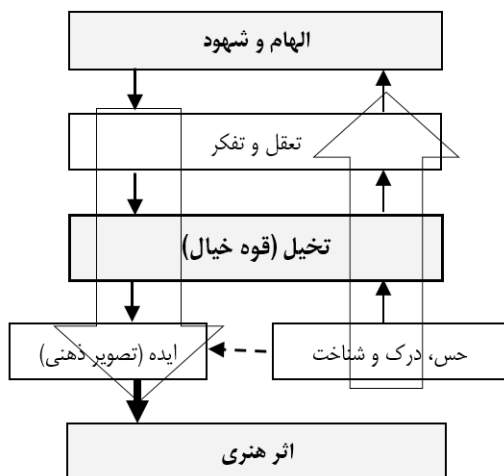 الهام و شهود
تعقل و تفکر
تخیل (قوه خیال)
حس، درک و شناخت
ایده (تصویر ذهنی)
اثر هنری